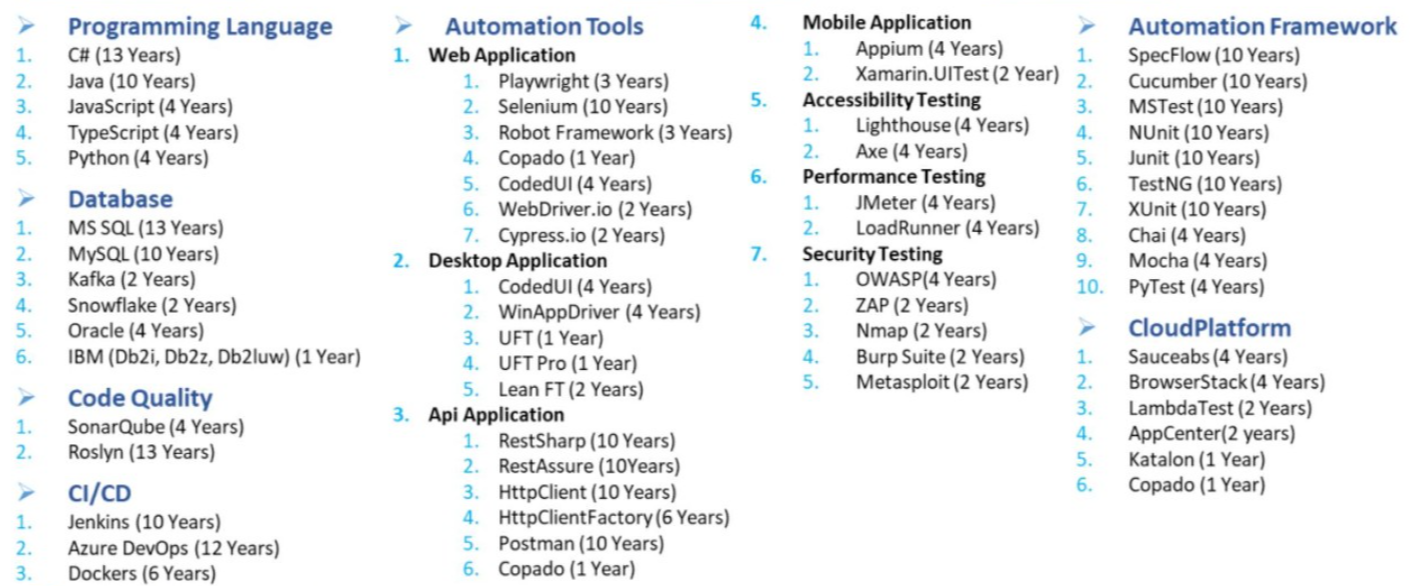 ➢ Programming Language
1. C# (13 Years)
2. Java (10 Years)
3. JavaScript (4 Years)
4. TypeScript (4 Years)
5. Python (4 Years)
➢ Database
1. MS SQL (13 Years)
2. MySQL (10 Years)
3. Kafka (2 Years)
4. Snowflake (2 Years)
5. Oracle (4 Years)
6. IBM (Db2i, Db2z, Db2luw) (1 Year)
➢ Code Quality
1. SonarQube (4 Years)
2. Roslyn (13 Years)
➢ CI/CD
1. Jenkins (10 Years)
2. Azure DevOps (12 Years)
3. Dockers (6 Years)
➢ Automation Tools
1. Web Application
1. Playwright (3 Years)
2. Selenium (10 Years)
3. Robot Framework (3 Years)
4. Copado (1 Year)
5. CodedUI (4 Years)
6. WebDriver.io (2 Years)
7. Cypress.io (2 Years)
2. Desktop Application
1. CodedUI (4 Years)
2. WinAppDriver (4 Years)
3. UFT (1 Year)
4. UFT Pro (1 Year)
5. Lean FT (2 Years)
3. Api Application
1. RestSharp (10 Years)
2. RestAssure (10Years)
3. HttpClient (10 Years)
4. HttpClientFactory (6 Years)
5. Postman (10 Years)
6. Copado (1 Year)
4. Mobile Application
1. Appium (4 Years)
2. Xamarin.UITest (2 Year)
5. Accessibility Testing
1. Lighthouse (4 Years)
2. Axe (4 Years)
6. Performance Testing
1. JMeter (4 Years)
2. LoadRunner (4 Years)
7. Security Testing
1. OWASP(4 Years)
2. ZAP (2 Years)
3. Nmap (2 Years)
4. Burp Suite (2 Years)
5. Metasploit (2 Years)
➢ Automation Framework
1. SpecFlow (10 Years)
2. Cucumber (10 Years)
3. MSTest (10 Years)
4. NUnit (10 Years)
5. Junit (10 Years)
6. TestNG (10 Years)
7. XUnit (10 Years)
8. Chai (4 Years)
9. Mocha (4 Years)
10. PyTest (4 Years)
➢ CloudPlatform
1. Sauceabs (4 Years)
2. BrowserStack (4 Years)
3. LambdaTest (2 Years)
4. AppCenter(2 years)
5. Katalon (1 Year)
6. Copado (1 Year)